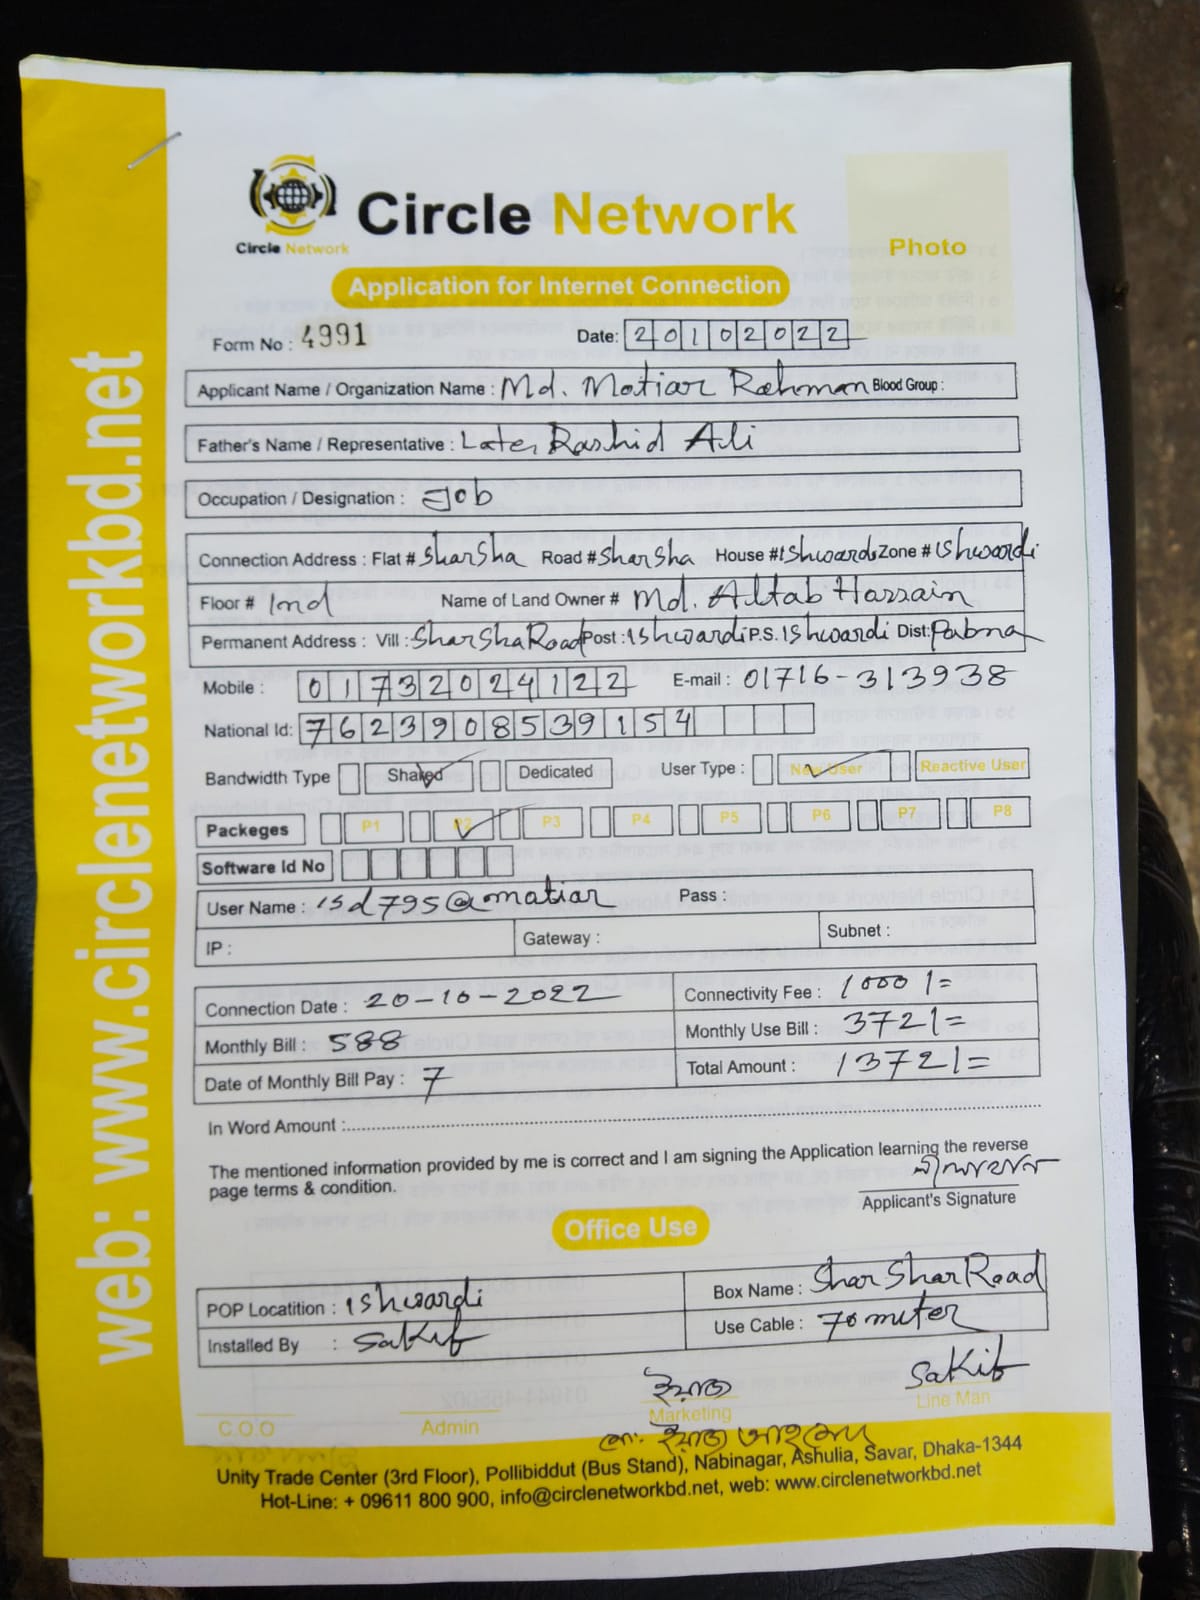 web: www.circlenetworkbd.net
Circle Network
Circle Network
Photo
Application for Internet Connection
Form No : 4991 Date: 20102022
Applicant Name / Organization Name : Md. Matiar Rahman Blood Group :
Father's Name / Representative : Late, Rashid Ali
Occupation / Designation : Job
Connection Address : Flat # SharSha Road # SharSha House # Ishwardi Zone # Ishwardi
Floor # 1nd Name of Land Owner # Md. Altab Hossain
Permanent Address : Vill : SharSha Road Post : Ishwardi P.S. Ishwardi Dist: Pabna
Mobile : 01732024122 E-mail : 01716-313938
National Id: 7623908539154
Bandwidth Type Shared Dedicated User Type : New User Reactive User
Packeges P1 P2 P3 P4 P5 P6 P7 P8
Software Id No
User Name : isd795@matiar Pass :
IP : Gateway : Subnet :
Connection Date : 20-10-2022 Connectivity Fee : 1000/=
Monthly Bill : 588 Monthly Use Bill : 372/=
Date of Monthly Bill Pay : 7 Total Amount : 1372/=
In Word Amount :
The mentioned information provided by me is correct and I am signing the Application learning the reverse
page terms & condition.
Applicant's Signature
Office Use
POP Locatition : Ishwardi Box Name : Shar Shar Road
Installed By : Sakib Use Cable : 70 meter
Sakib
C.O.O Admin Marketing Line Man
Unity Trade Center (3rd Floor), Pollibiddut (Bus Stand), Nabinagar, Ashulia, Savar, Dhaka-1344
Hot-Line: + 09611 800 900, info@circlenetworkbd.net, web: www.circlenetworkbd.net